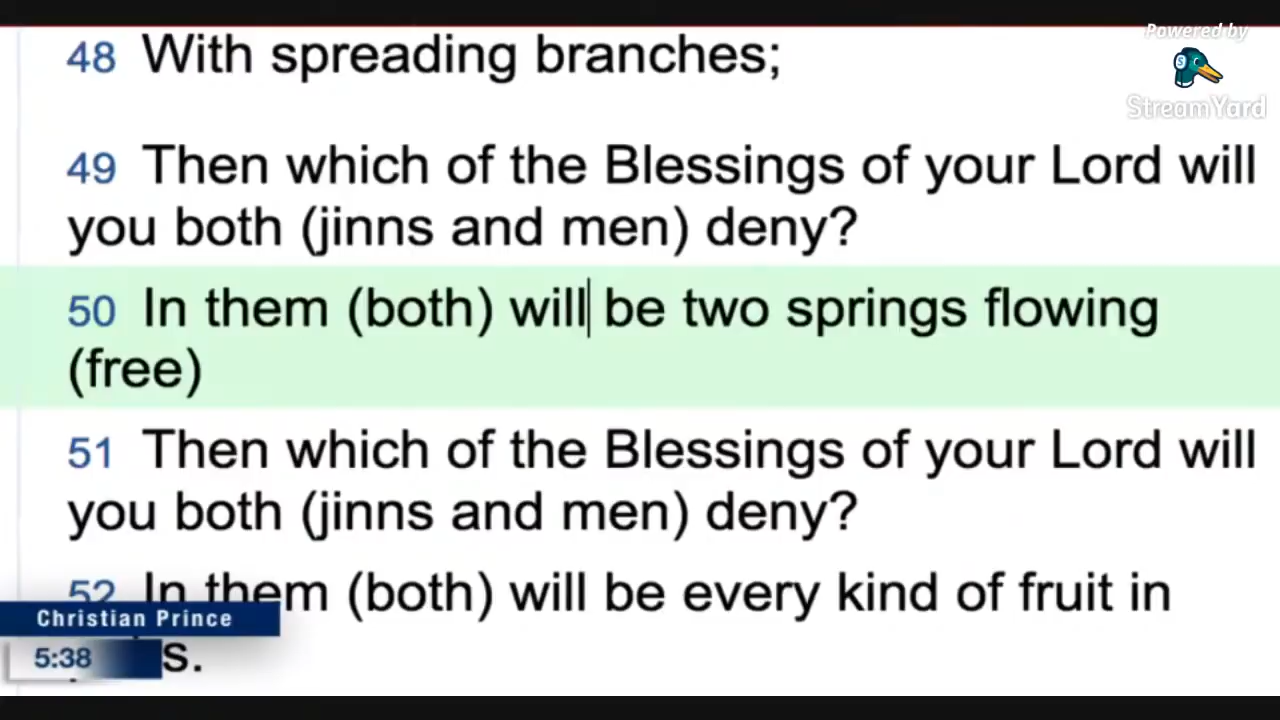 Powered by
StreamYard
48 With spreading branches;
49 Then which of the Blessings of your Lord will
you both (jinns and men) deny?
50 In them (both) will be two springs flowing
(free)
51 Then which of the Blessings of your Lord will
you both (jinns and men) deny?
52 In them (both) will be every kind of fruit in
Christian Prince
5:38